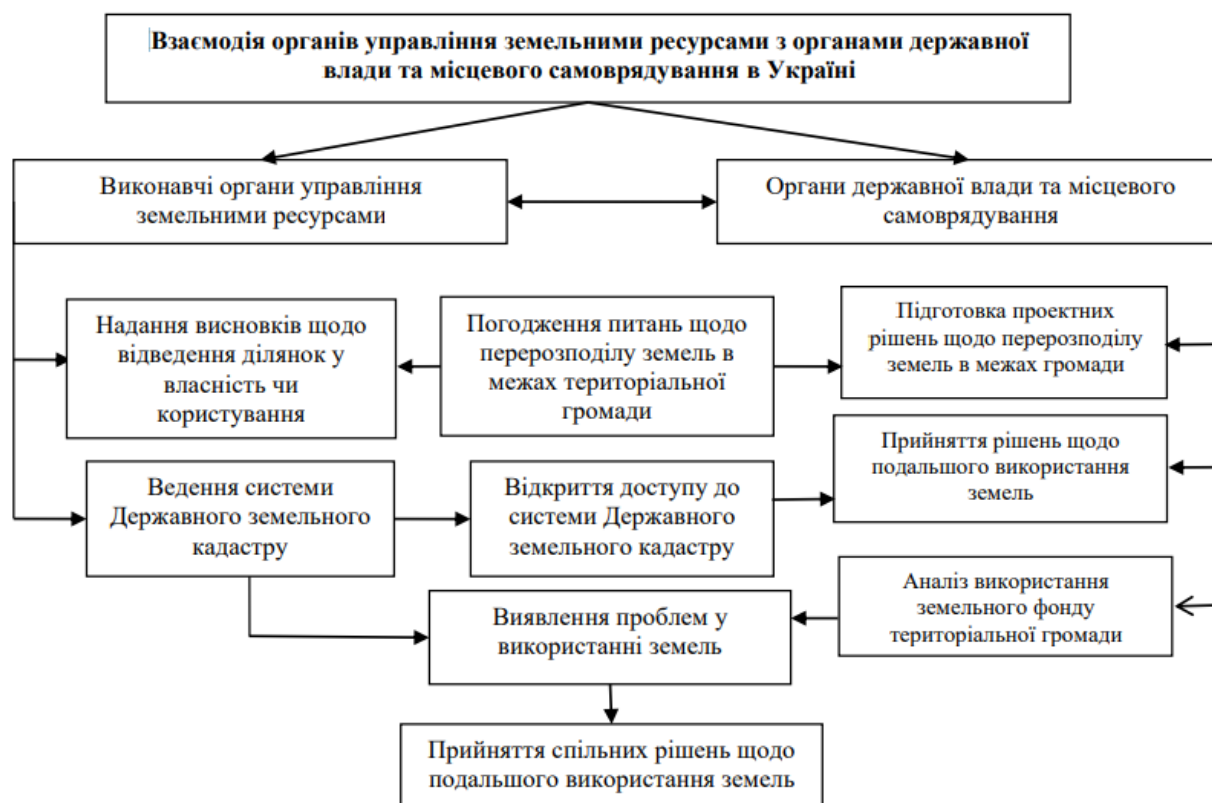 Взаємодія органів управління земельними ресурсами з органами державної
влади та місцевого самоврядування в Україні
Виконавчі органи управління
земельними ресурсами
Органи державної влади та місцевого
самоврядування
Надання висновків щодо
відведення ділянок у
власність чи
користування
Погодження питань щодо
перерозподілу земель в
межах територіальної
громади
Підготовка проектних
рішень щодо перерозподілу
земель в межах громади
Ведення системи
Державного земельного
кадастру
Відкриття доступу до
системи Державного
земельного кадастру
Прийняття рішень щодо
подальшого використання
земель
Виявлення проблем у
використанні земель
Аналіз використання
земельного фонду
територіальної громади
Прийняття спільних рішень щодо
подальшого використання земель